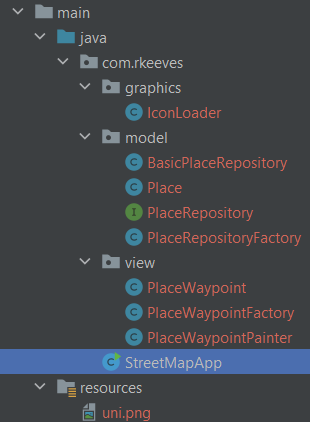 main
java
com.rkeeves
graphics
IconLoader
model
BasicPlaceRepository
Place
PlaceRepository
PlaceRepositoryFactory
view
PlaceWaypoint
PlaceWaypointFactory
PlaceWaypointPainter
StreetMapApp
resources
uni.png